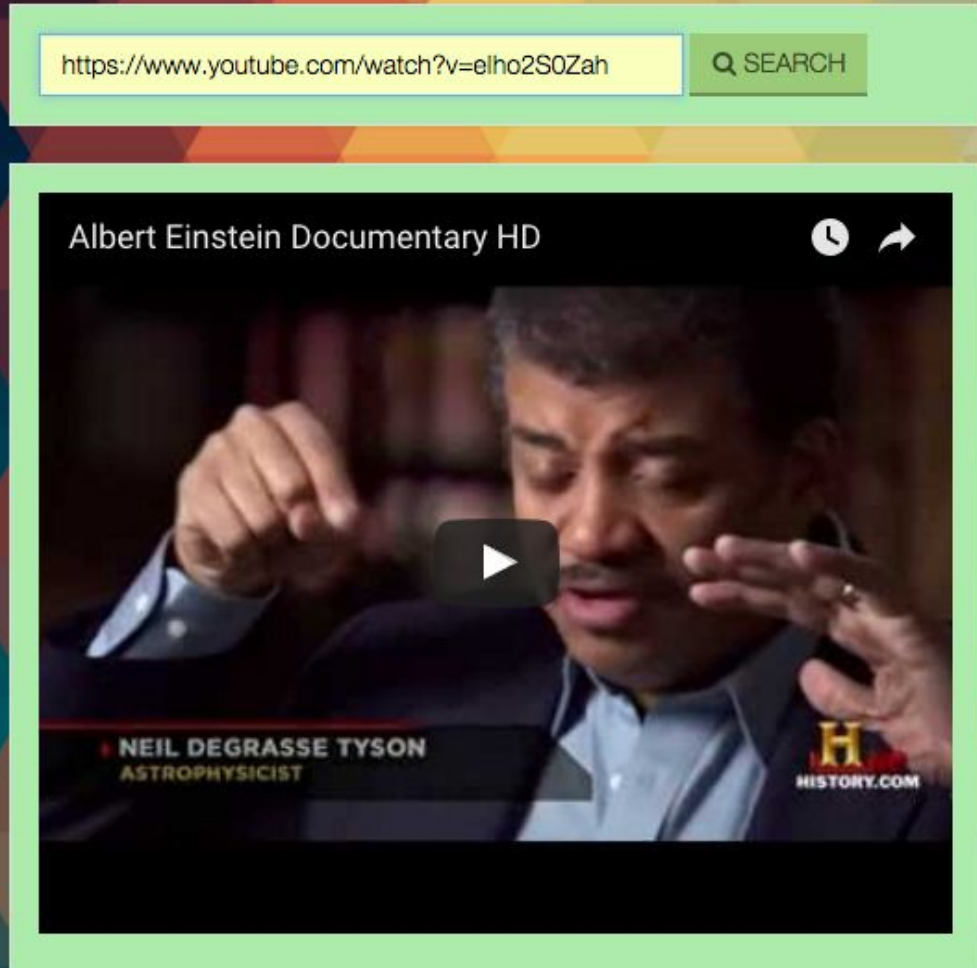 https://www.youtube.com/watch?v=elho2S0Zah
SEARCH
Albert Einstein Documentary HD
NEIL DEGRASSE TYSON
ASTROPHYSICIST
H
HISTORY.COM